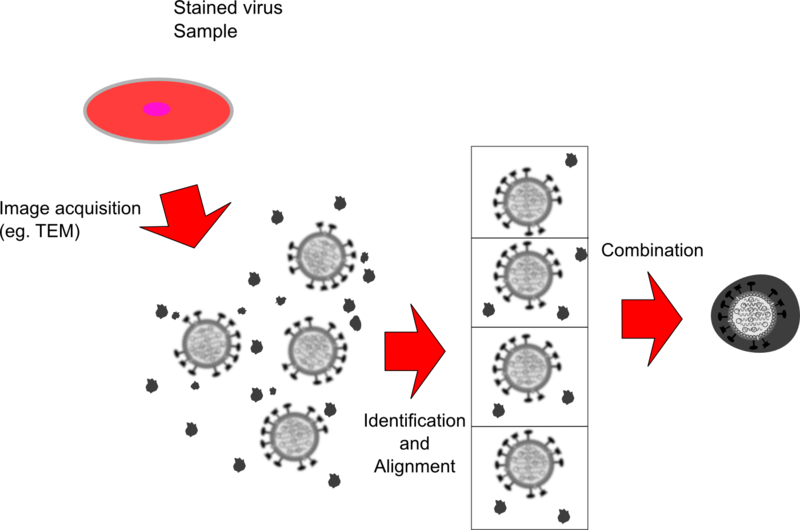 Stained virus
Sample
Image acquisition
(eg. TEM)
Identification
and
Alignment
Combination